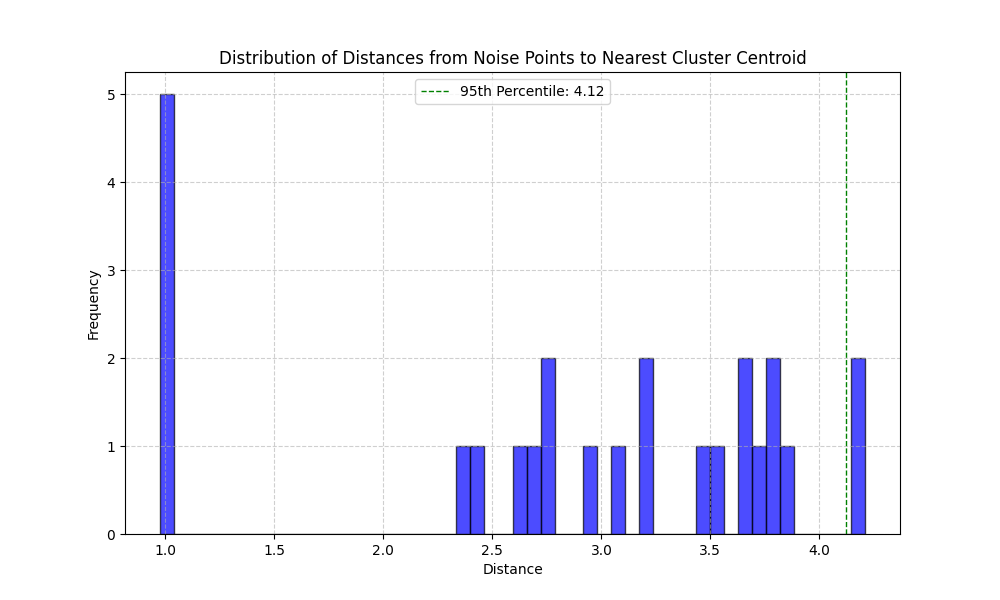 Distribution of Distances from Noise Points to Nearest Cluster Centroid
95th Percentile: 4.12
5
4
3
2
1
0
Frequency
1.0 1.5 2.0 2.5 3.0 3.5 4.0
Distance